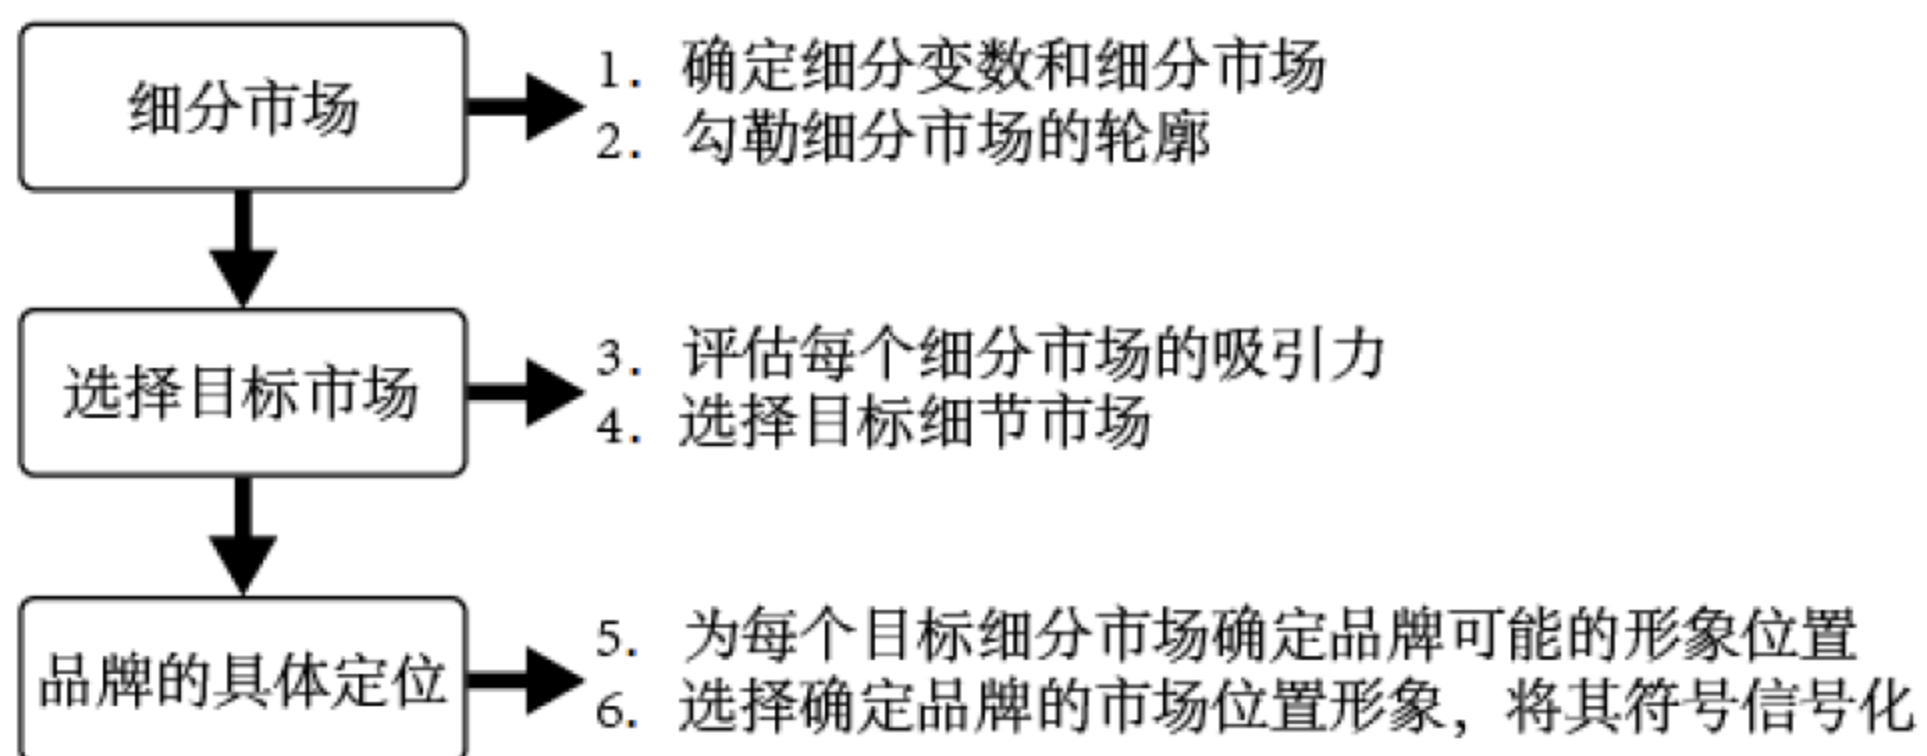 细分市场
1. 确定细分变数和细分市场
2. 勾勒细分市场的轮廓
选择目标市场
3. 评估每个细分市场的吸引力
4. 选择目标细节市场
品牌的具体定位
5. 为每个目标细分市场确定品牌可能的形象位置
6. 选择确定品牌的市场位置形象，将其符号信号化